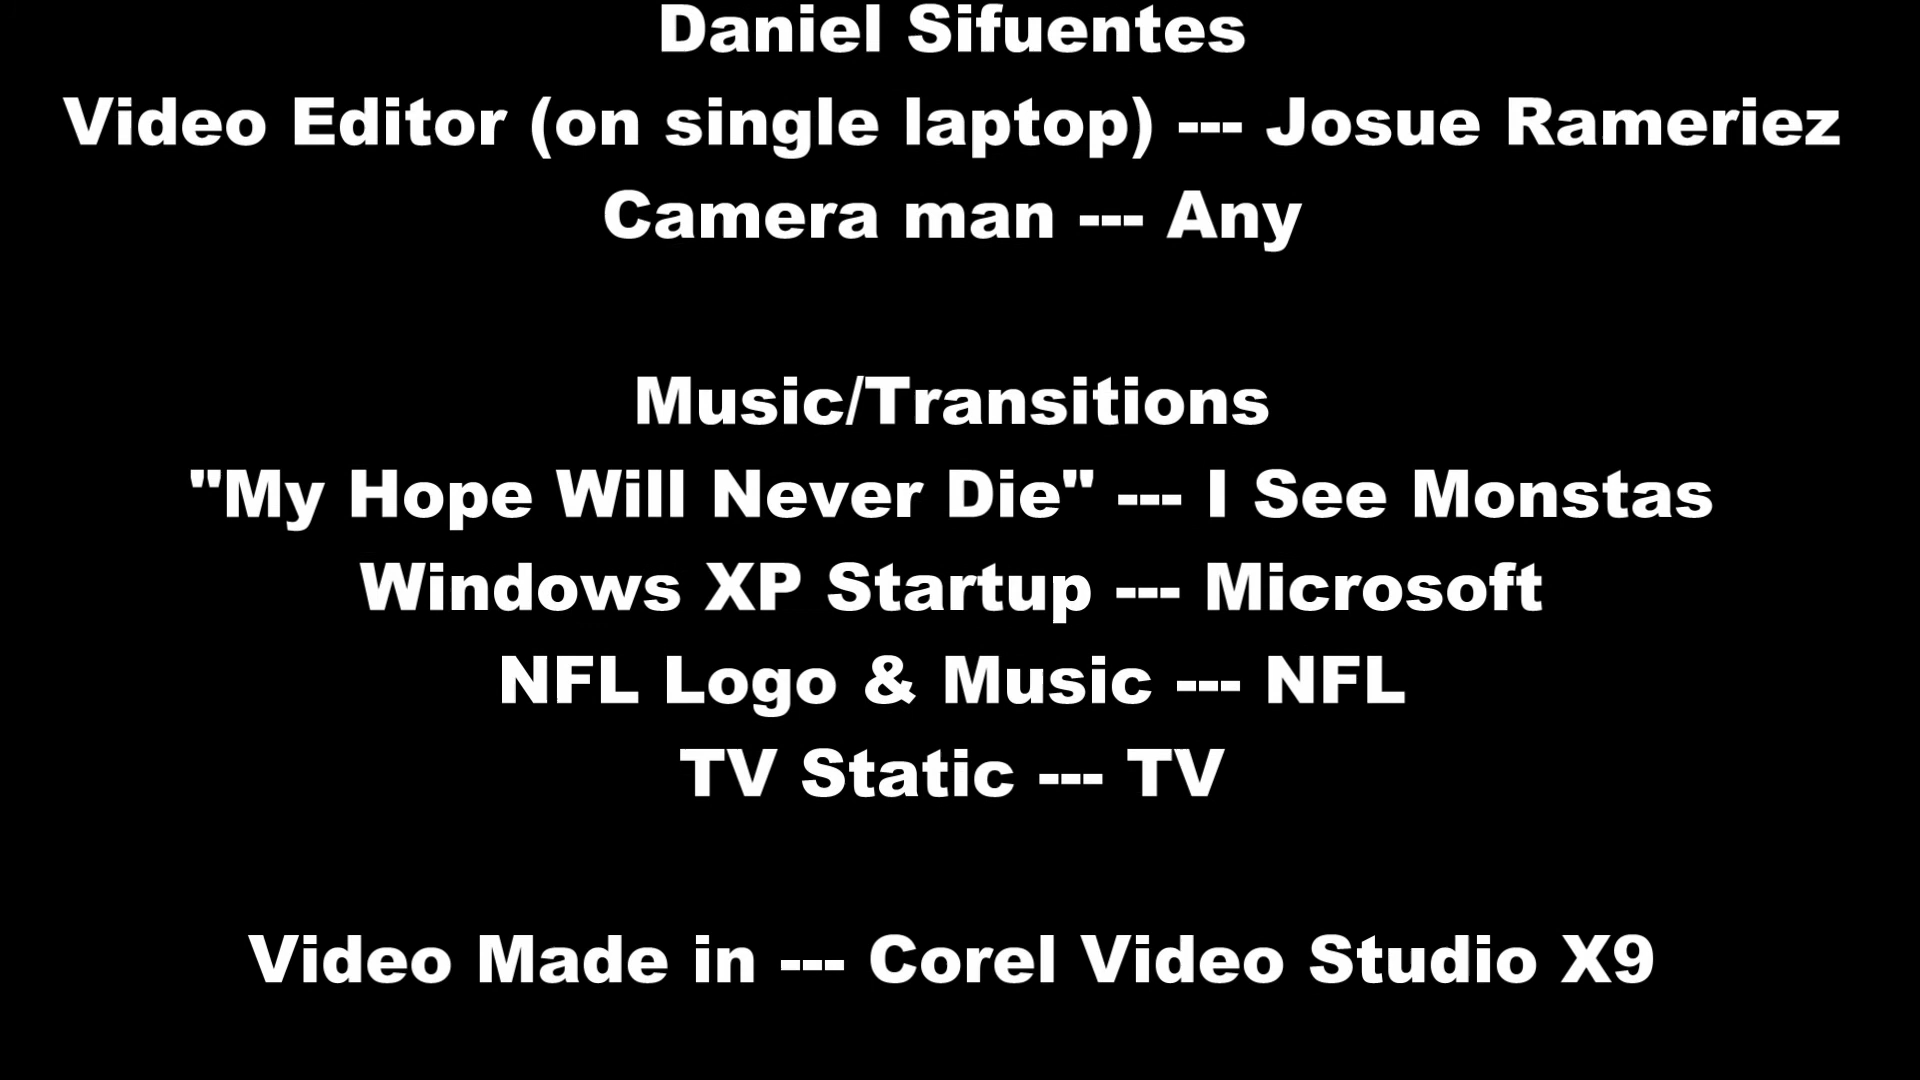 Daniel Sifuentes
Video Editor (on single laptop) --- Josue Rameriez
Camera man --- Any
Music/Transitions
"My Hope Will Never Die" --- I See Monstas
Windows XP Startup --- Microsoft
NFL Logo & Music --- NFL
TV Static --- TV
Video Made in --- Corel Video Studio X9